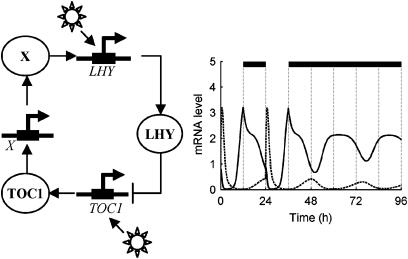 X
LHY
LHY
X
TOC1
TOC1
5
4
3
2
1
0
mRNA level
0 24 48 72 96
Time (h)